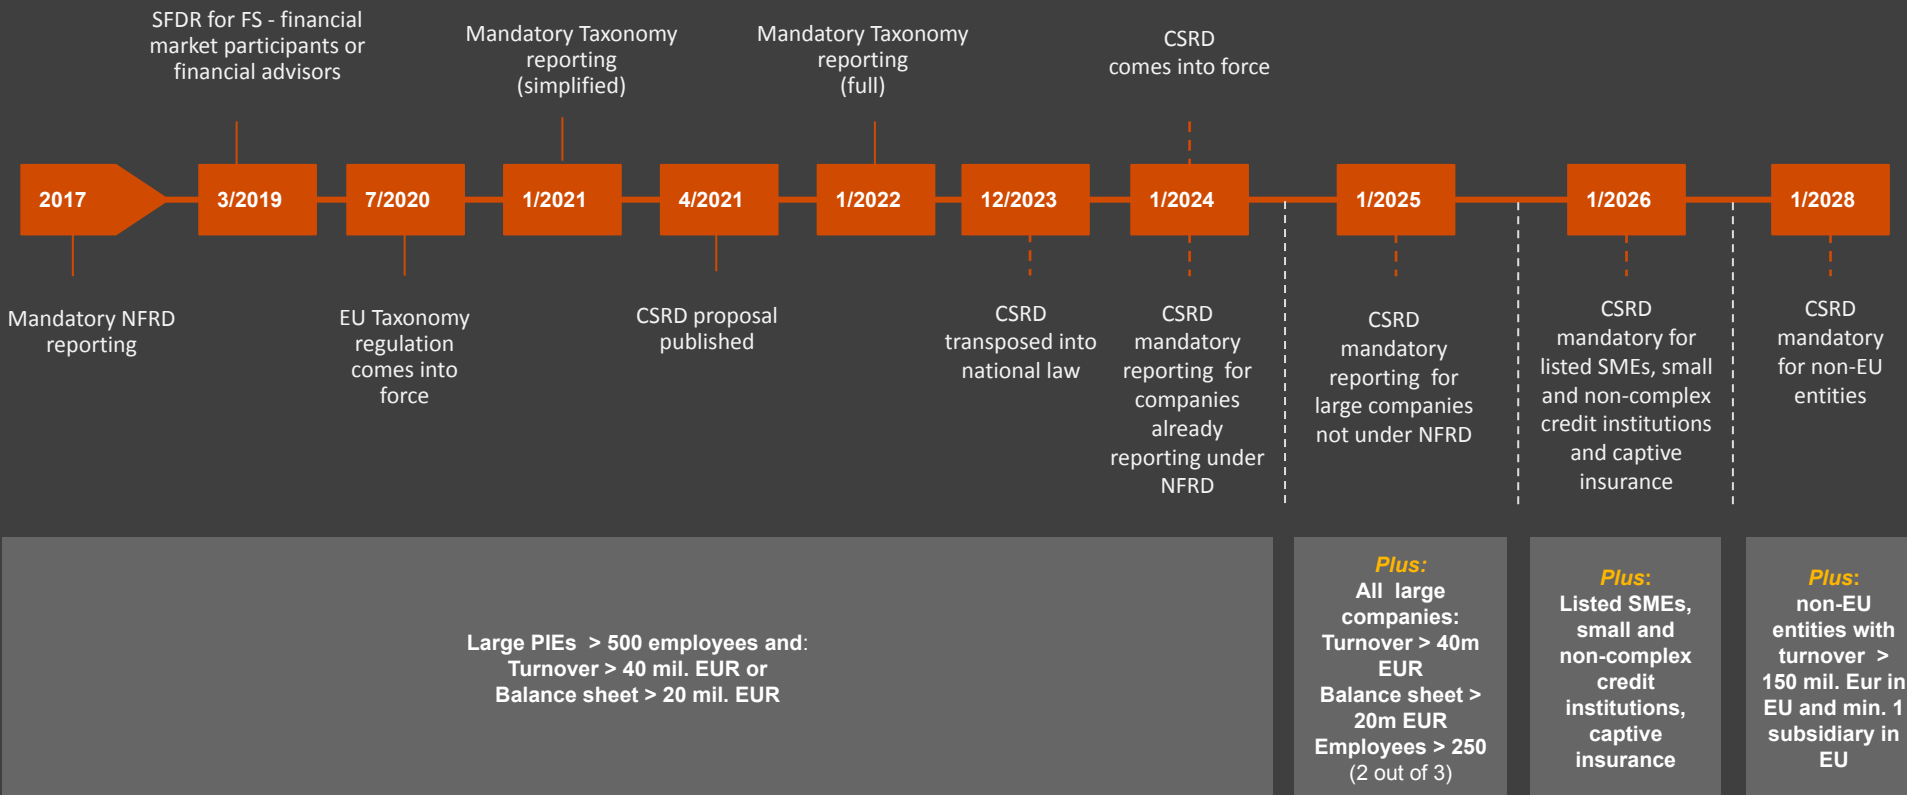 SFDR for FS - financial
market participants or
financial advisors
Mandatory Taxonomy
reporting
(simplified)
Mandatory Taxonomy
reporting
(full)
CSRD
comes into force
2017
3/2019
7/2020
1/2021
4/2021
1/2022
12/2023
1/2024
1/2025
1/2026
1/2028
Mandatory NFRD
reporting
EU Taxonomy
regulation
comes into
force
CSRD proposal
published
CSRD
transposed into
national law
CSRD
mandatory
reporting for
companies
already
reporting under
NFRD
CSRD
mandatory
reporting for
large companies
not under NFRD
CSRD
mandatory for
listed SMEs, small
and non-complex
credit institutions
and captive
insurance
CSRD
mandatory
for non-EU
entities
Large PIEs > 500 employees and:
Turnover > 40 mil. EUR or
Balance sheet > 20 mil. EUR
Plus:
All large
companies:
Turnover > 40m
EUR
Balance sheet >
20m EUR
Employees > 250
(2 out of 3)
Plus:
Listed SMEs,
small and
non-complex
credit
institutions,
captive
insurance
Plus:
non-EU
entities with
turnover >
150 mil. Eur in
EU and min. 1
subsidiary in
EU